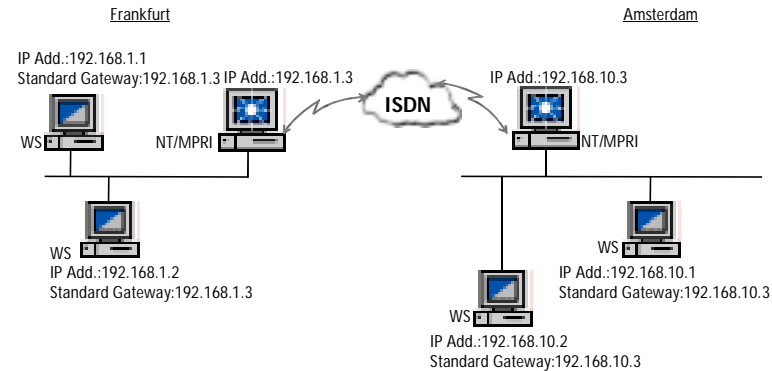 Frankfurt
Amsterdam
IP Add.:192.168.1.1
Standard Gateway:192.168.1.3
IP Add.:192.168.1.3
IP Add.:192.168.10.3
ISDN
WS
NT/MPRI
NT/MPRI
WS
IP Add.:192.168.1.2
Standard Gateway:192.168.1.3
WS
IP Add.:192.168.10.1
Standard Gateway:192.168.10.3
WS
IP Add.:192.168.10.2
Standard Gateway:192.168.10.3